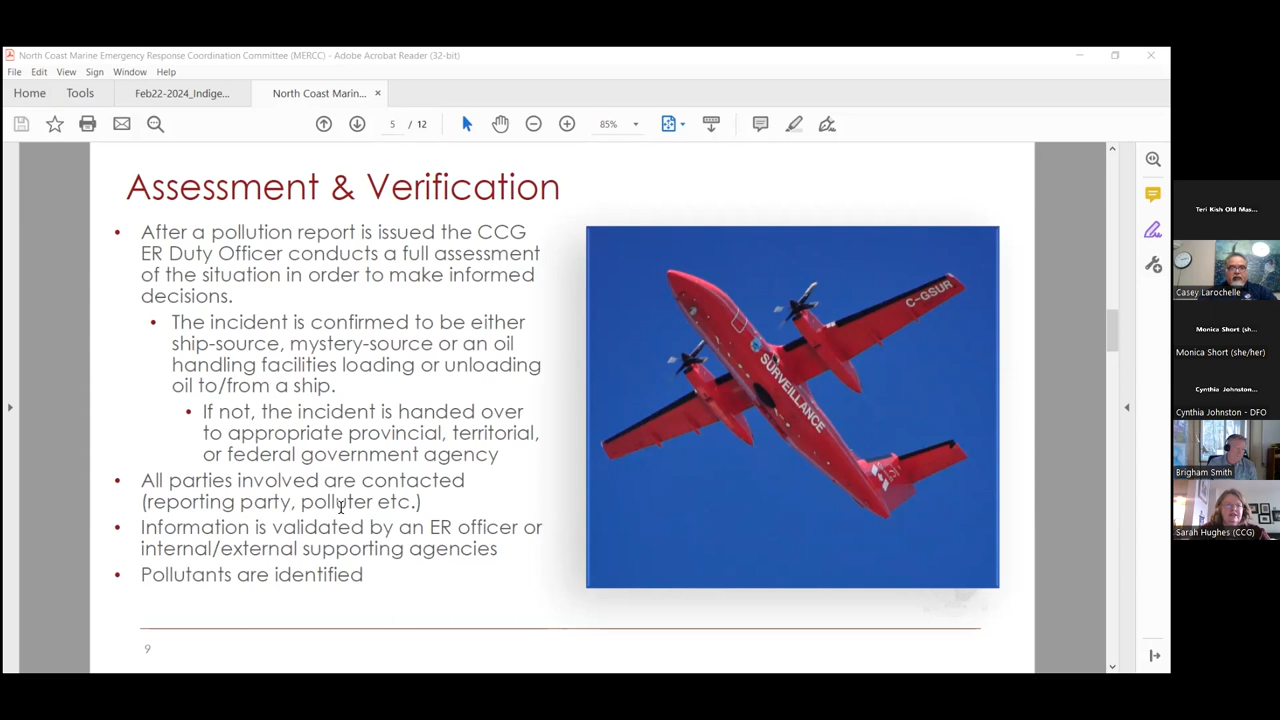 North Coast Marine Emergency Response Coordination Committee (MERCC) - Adobe Acrobat Reader (32-bit)
File Edit View Sign Window Help
Home Tools Feb22-2024_Indige... North Coast Marin... ×
5 / 12 85%
Assessment & Verification
• After a pollution report is issued the CCG
ER Duty Officer conducts a full assessment
of the situation in order to make informed
decisions.
• The incident is confirmed to be either
ship-source, mystery-source or an oil
handling facilities loading or unloading
oil to/from a ship.
• If not, the incident is handed over
to appropriate provincial, territorial,
or federal government agency
• All parties involved are contacted
(reporting party, polluter etc.)
• Information is validated by an ER officer or
internal/external supporting agencies
• Pollutants are identified
9
C-GSUR
SURVEILLANCE
Teri Kish Old Mas...
Casey Larochelle
Monica Short (sh...
Monica Short (she/her)
Cynthia Johnston...
Cynthia Johnston - DFO
Brigham Smith
Sarah Hughes (CCG)